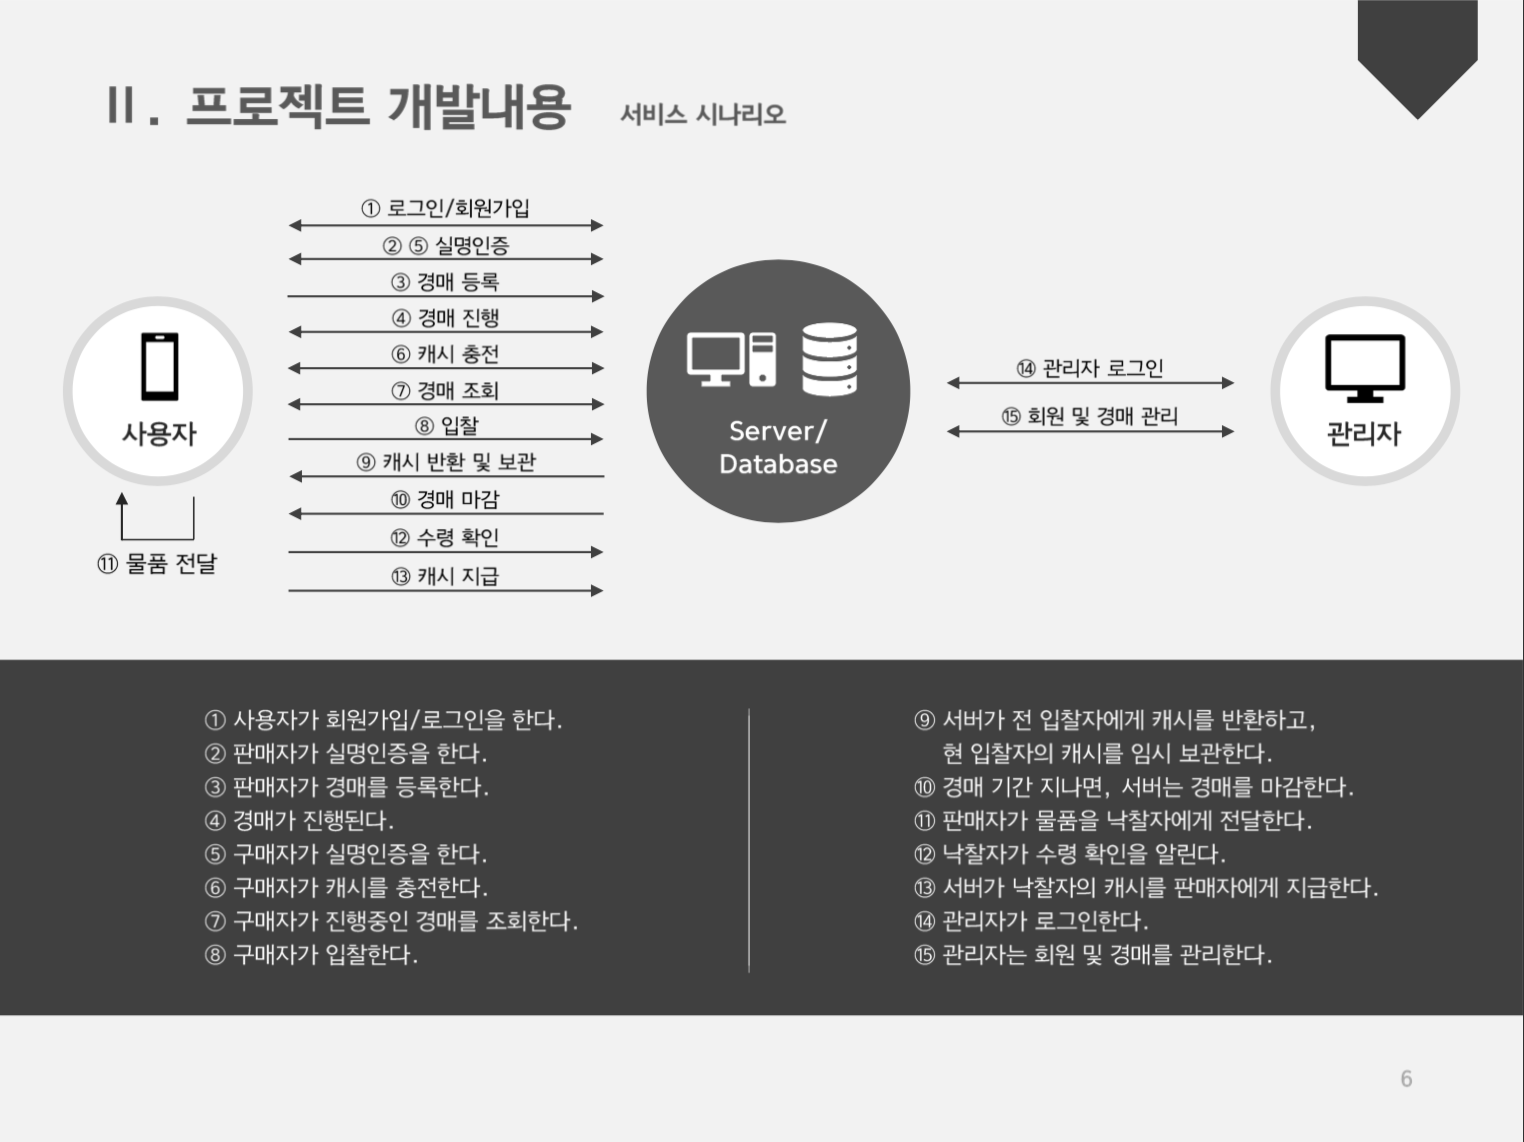 Ⅱ. 프로젝트 개발내용 서비스 시나리오
① 로그인/회원가입
② ⑤ 실명인증
③ 경매 등록
④ 경매 진행
⑥ 캐시 충전
⑦ 경매 조회
⑧ 입찰
⑨ 캐시 반환 및 보관
⑩ 경매 마감
⑫ 수령 확인
⑬ 캐시 지급
사용자
⑪ 물품 전달
Server/
Database
⑭ 관리자 로그인
⑮ 회원 및 경매 관리
관리자
① 사용자가 회원가입/로그인을 한다.
② 판매자가 실명인증을 한다.
③ 판매자가 경매를 등록한다.
④ 경매가 진행된다.
⑤ 구매자가 실명인증을 한다.
⑥ 구매자가 캐시를 충전한다.
⑦ 구매자가 진행중인 경매를 조회한다.
⑧ 구매자가 입찰한다.
⑨ 서버가 전 입찰자에게 캐시를 반환하고,
현 입찰자의 캐시를 임시 보관한다.
⑩ 경매 기간 지나면, 서버는 경매를 마감한다.
⑪ 판매자가 물품을 낙찰자에게 전달한다.
⑫ 낙찰자가 수령 확인을 알린다.
⑬ 서버가 낙찰자의 캐시를 판매자에게 지급한다.
⑭ 관리자가 로그인한다.
⑮ 관리자는 회원 및 경매를 관리한다.
6